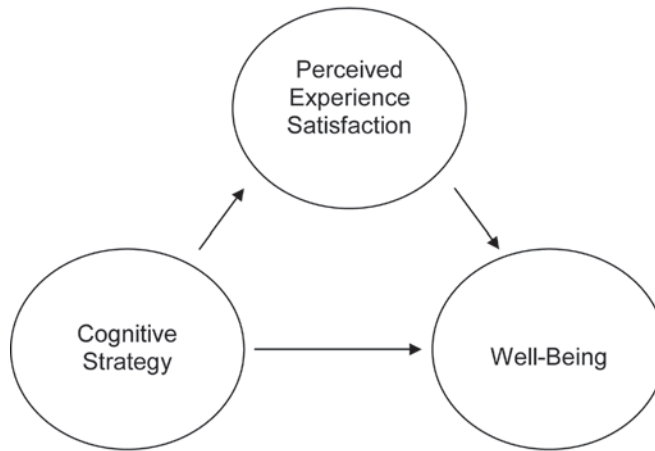 Perceived
Experience
Satisfaction
Cognitive
Strategy
Well-Being